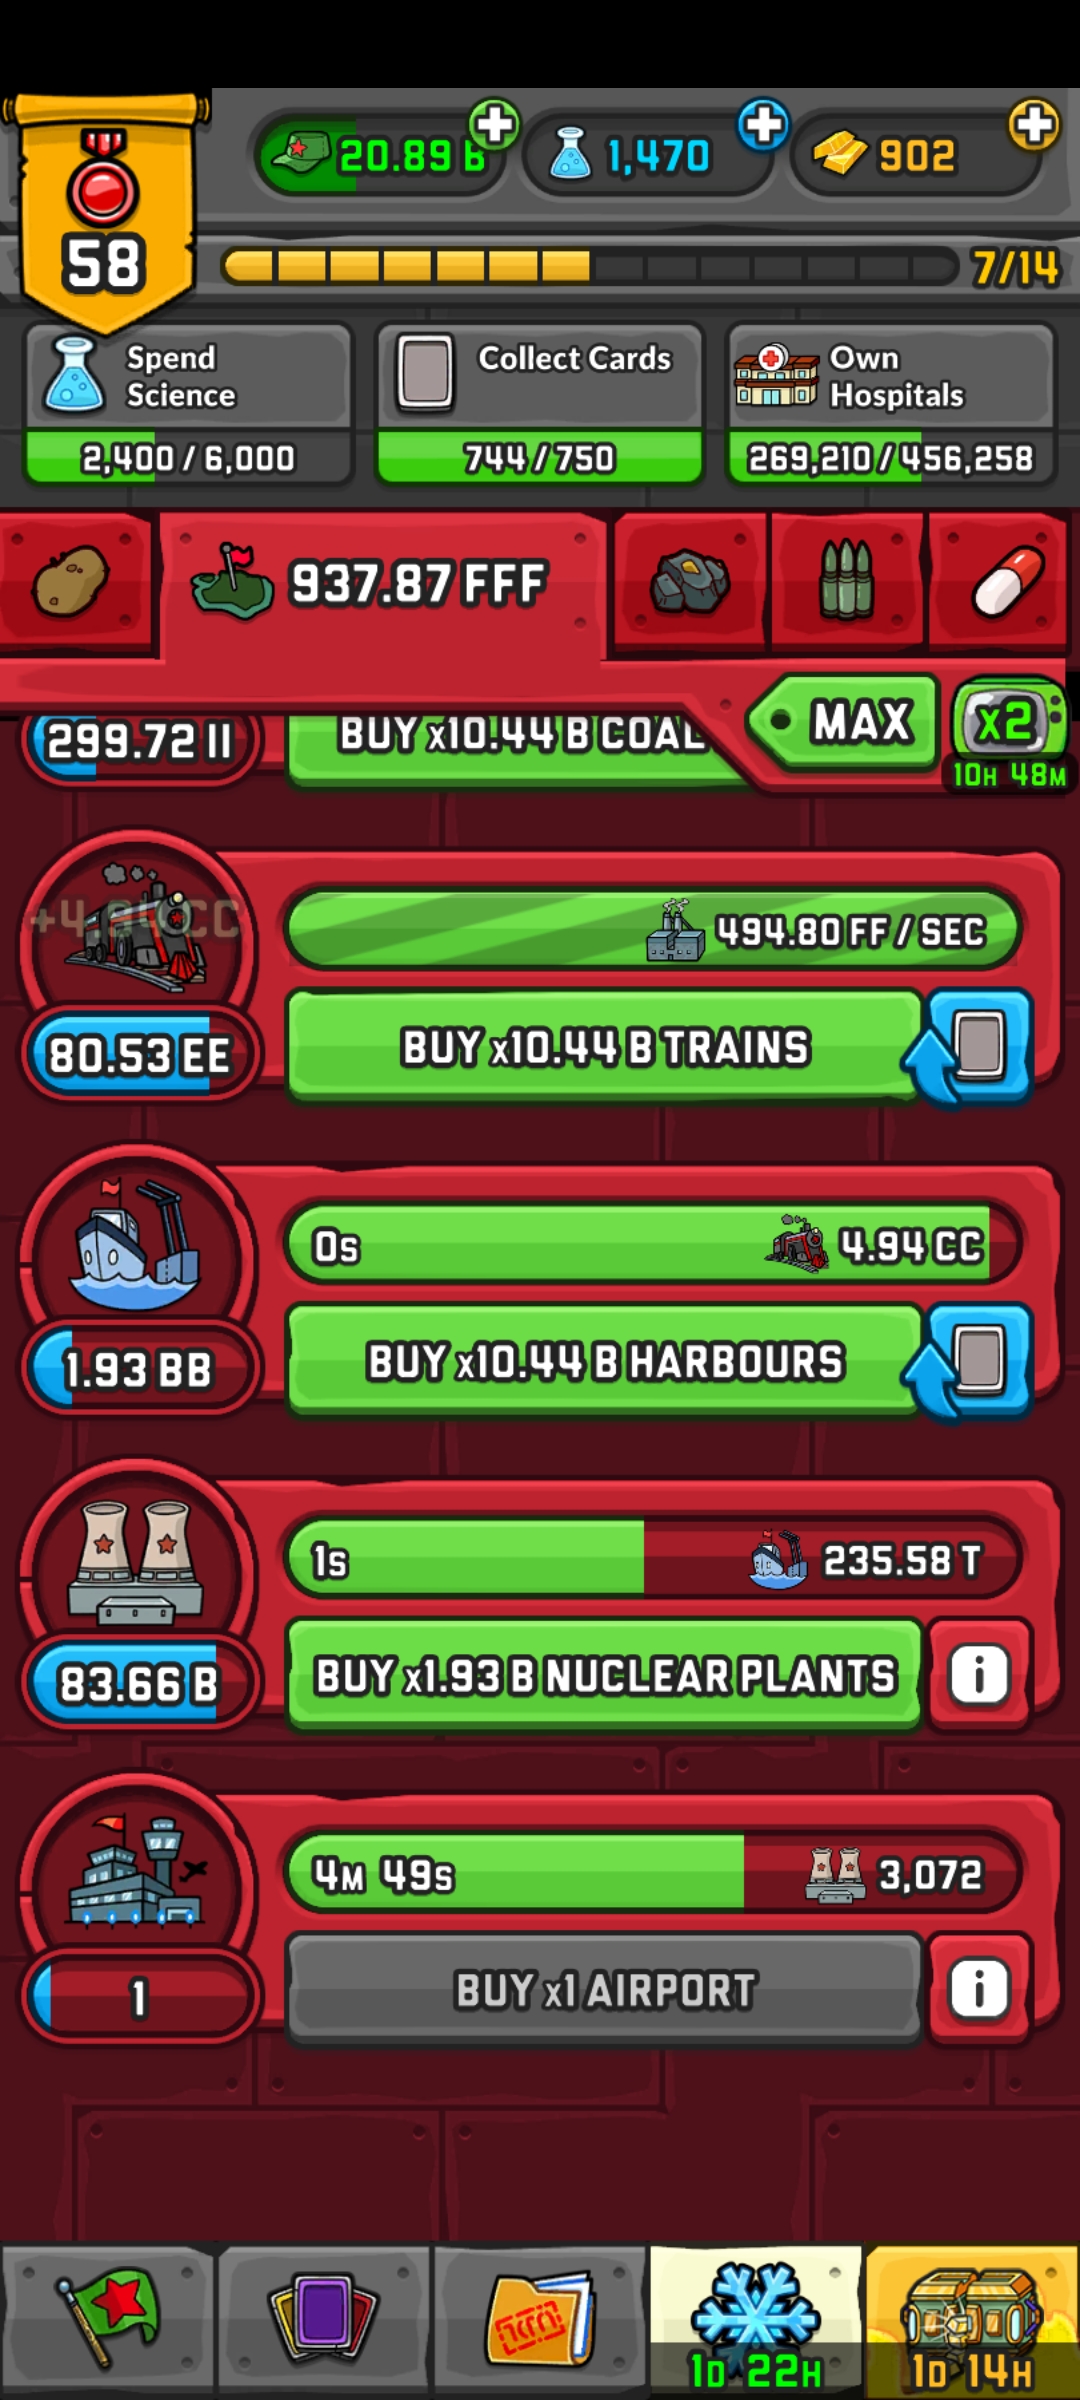 58
20.89 B
1,470
902
7/14
Spend
Science
2,400 / 6,000
Collect Cards
744 / 750
Own
Hospitals
269,210 / 456,258
937.87 FFF
MAX
x2
10H 48M
299.72 II
BUY x10.44 B COAL
+4.94 CC
494.80 FF / SEC
80.53 EE
BUY x10.44 B TRAINS
0s
4.94 CC
1.93 BB
BUY x10.44 B HARBOURS
1s
235.58 T
83.66 B
BUY x1.93 B NUCLEAR PLANTS
i
4M 49s
3,072
1
BUY x1 AIRPORT
i
1D 22H
1D 14H